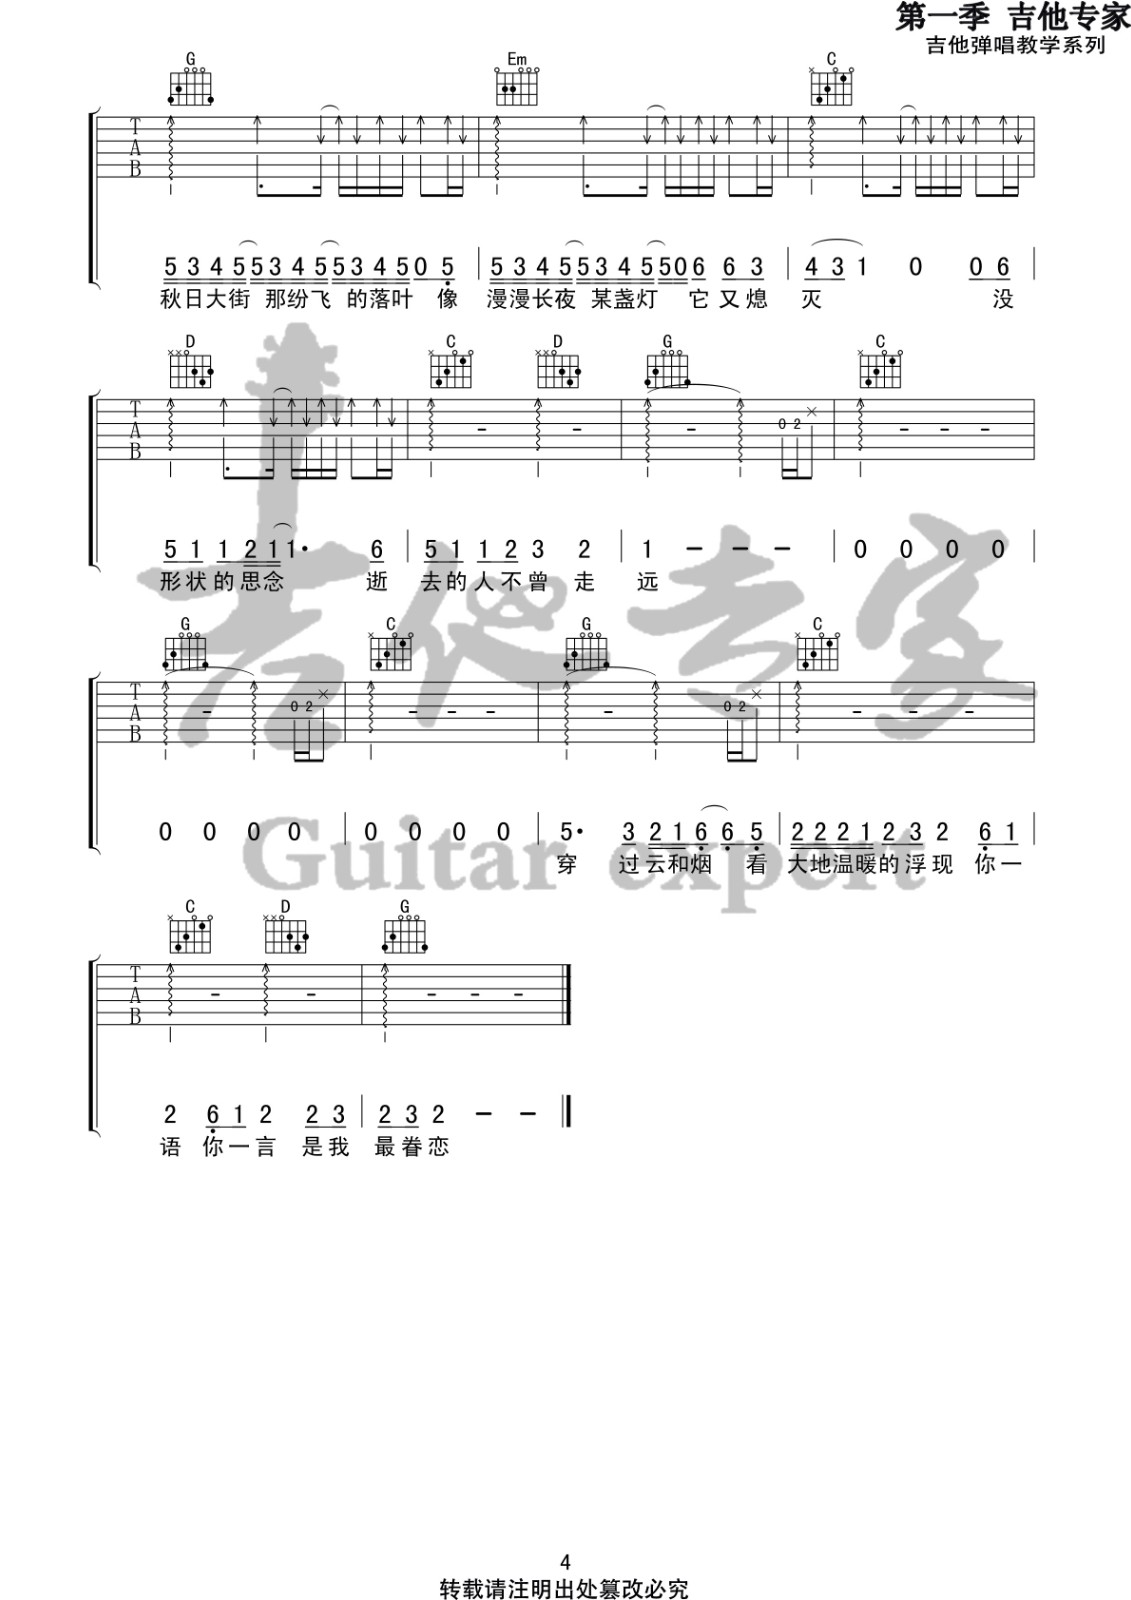 第一季 吉他专家
吉他弹唱教学系列
G Em C
T
A
B
0 2
5 3 4 5 5 3 4 5 5 3 4 5 0 5 | 5 3 4 5 5 3 4 5 5 0 6 6 3 | 4 3 1 0 0 6 |
秋日大街 那纷飞 的落叶 像 漫漫长夜 某盏灯 它又熄 灭 没
D C D G C
T
A
B
0 2
5 1 1 2 1 1· 6 | 5 1 1 2 3 2 | 1 - - - | 0 0 0 0 |
形状的思念 逝 去的人不曾 走 远
吉他专家
G C G C
T
A
B
0 2 0 2
0 0 0 0 | 0 0 0 0 | 5· 3 2 1 6 6 5 | 2 2 2 1 2 3 2 6 1 |
穿 过云和烟 看 大地温暖的浮现 你一
Guitar expert
C D G
T
A
B
2 6 1 2 2 3 | 2 3 2 - -
语 你一言 是我 最眷恋
4
转载请注明出处篡改必究